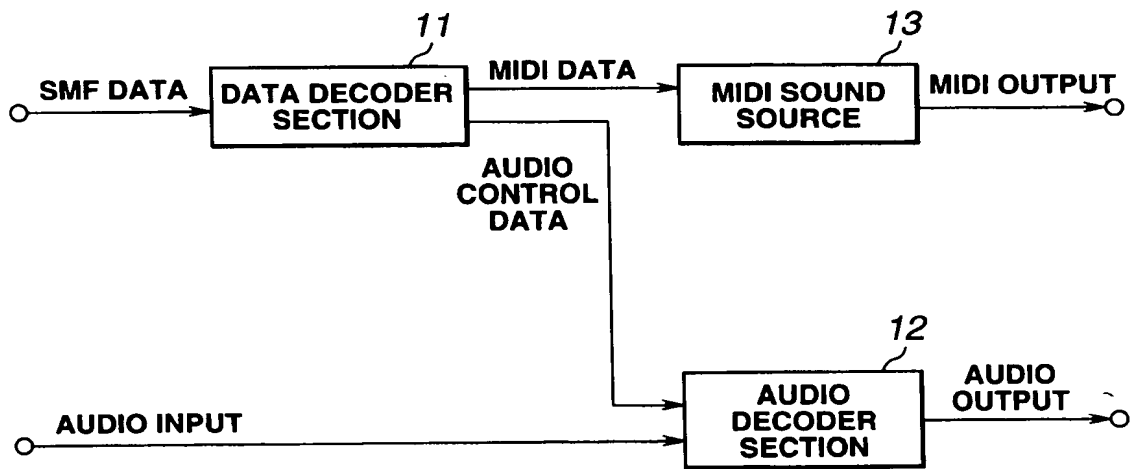 11
13
SMF DATA
DATA DECODER
SECTION
MIDI DATA
MIDI SOUND
SOURCE
MIDI OUTPUT
AUDIO
CONTROL
DATA
12
AUDIO INPUT
AUDIO
DECODER
SECTION
AUDIO
OUTPUT